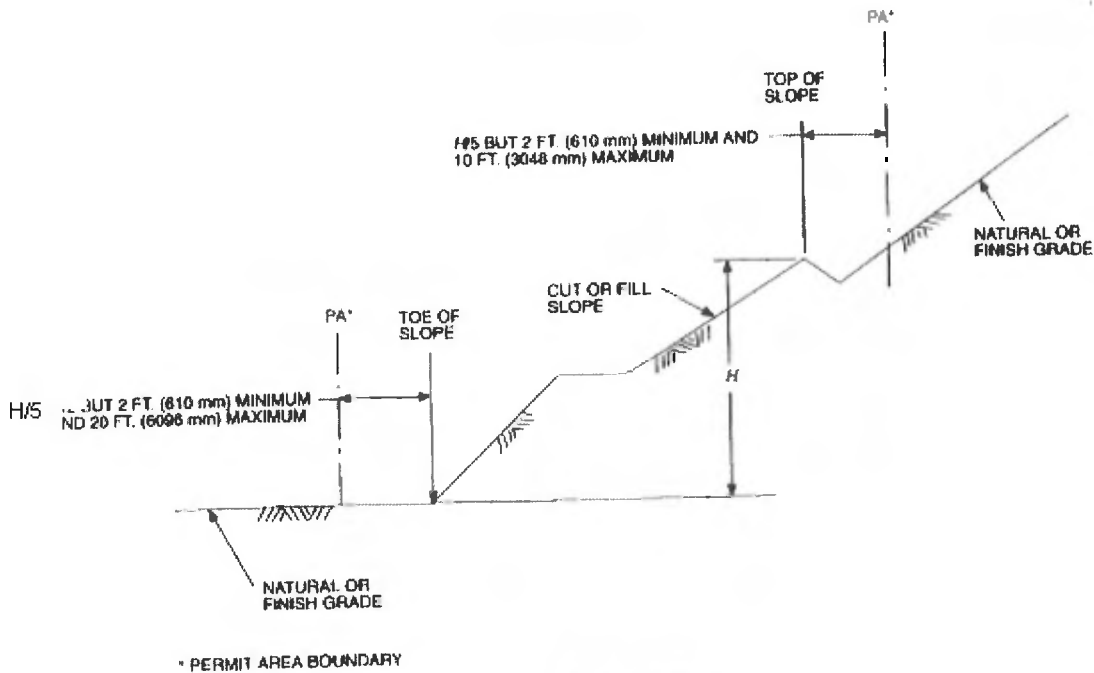 PA*
TOP OF
SLOPE
H/5 BUT 2 FT. (610 mm) MINIMUM AND
10 FT. (3048 mm) MAXIMUM
NATURAL OR
FINISH GRADE
CUT OR FILL
SLOPE
PA*
TOE OF
SLOPE
H
H/5 BUT 2 FT. (610 mm) MINIMUM
ND 20 FT. (6096 mm) MAXIMUM
NATURAL OR
FINISH GRADE
* PERMIT AREA BOUNDARY